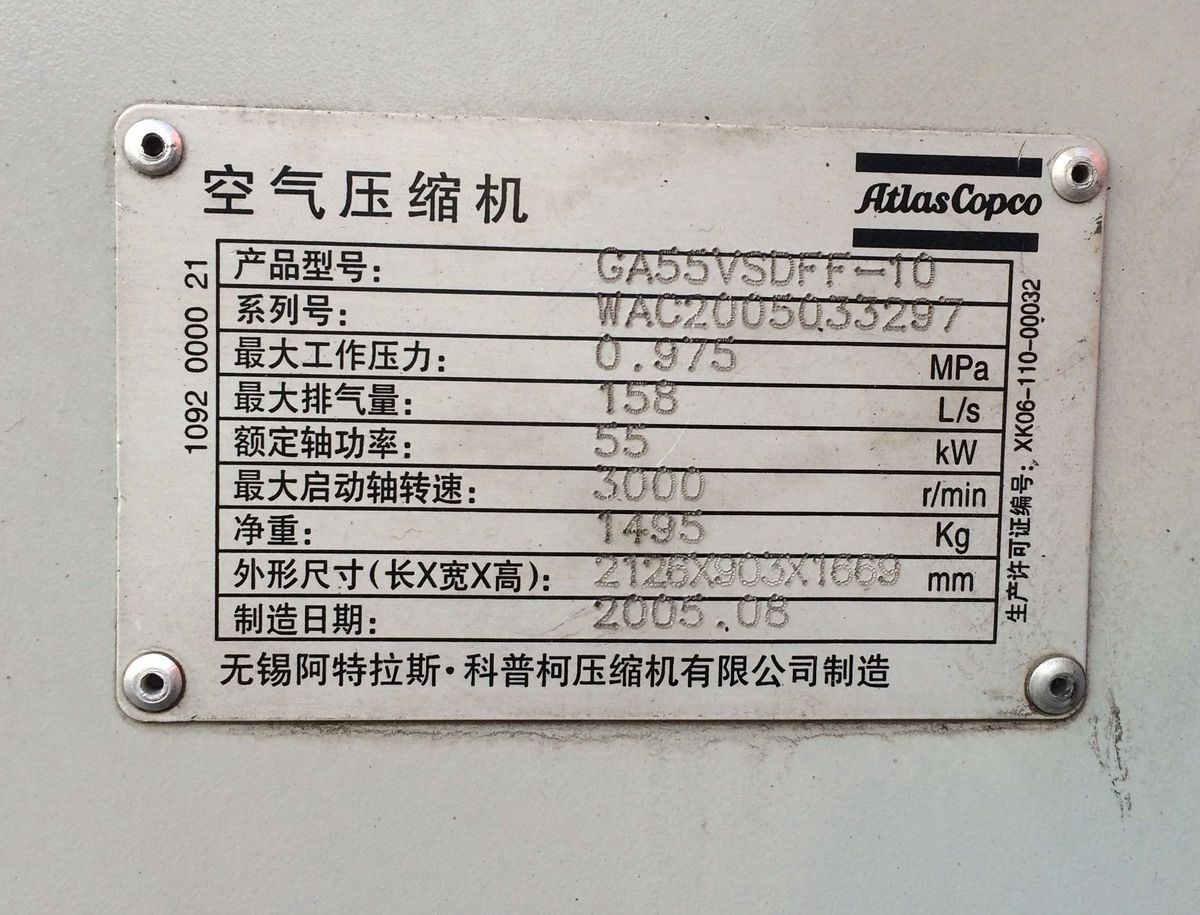 空气压缩机
Atlas Copco
产品型号: GA55VSDFF-10
系列号: WAC2005033297
最大工作压力: 0.975 MPa
最大排气量: 158 L/s
额定轴功率: 55 kW
最大启动轴转速: 3000 r/min
净重: 1495 Kg
外形尺寸(长X宽X高): 2126X903X1669 mm
制造日期: 2005.08
无锡阿特拉斯·科普柯压缩机有限公司制造
1092 0000 21
生产许可证编号: XK06-110-00032